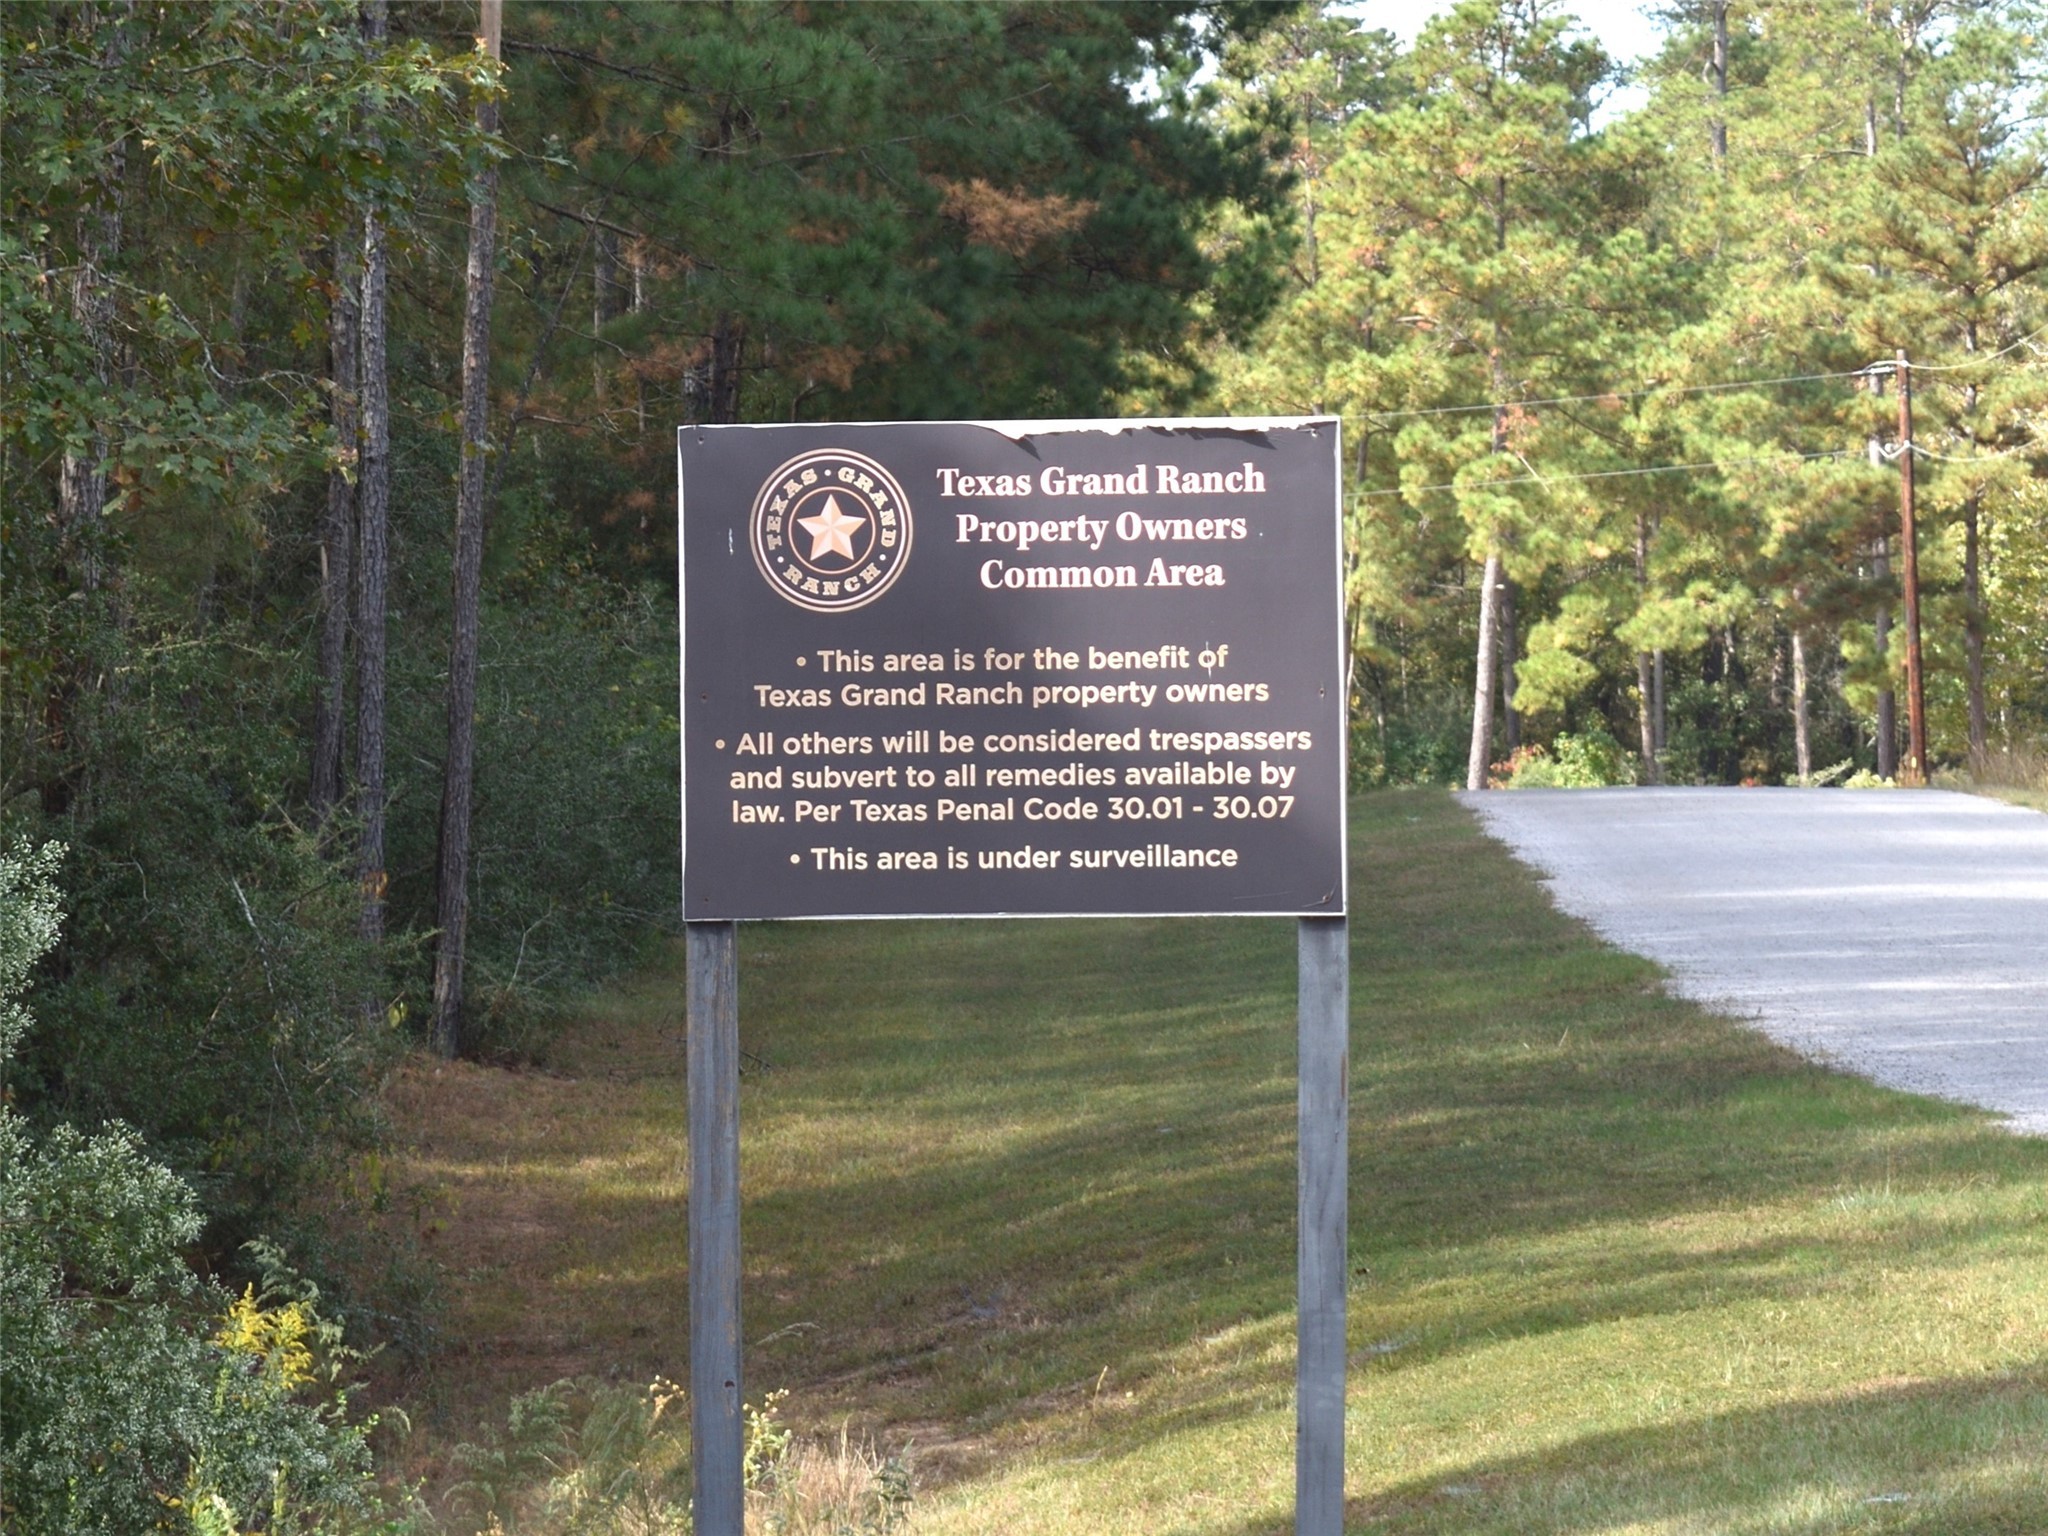 TEXAS • GRAND • RANCH •
Texas Grand Ranch
Property Owners
Common Area
• This area is for the benefit of
Texas Grand Ranch property owners
• All others will be considered trespassers
and subvert to all remedies available by
law. Per Texas Penal Code 30.01 - 30.07
• This area is under surveillance